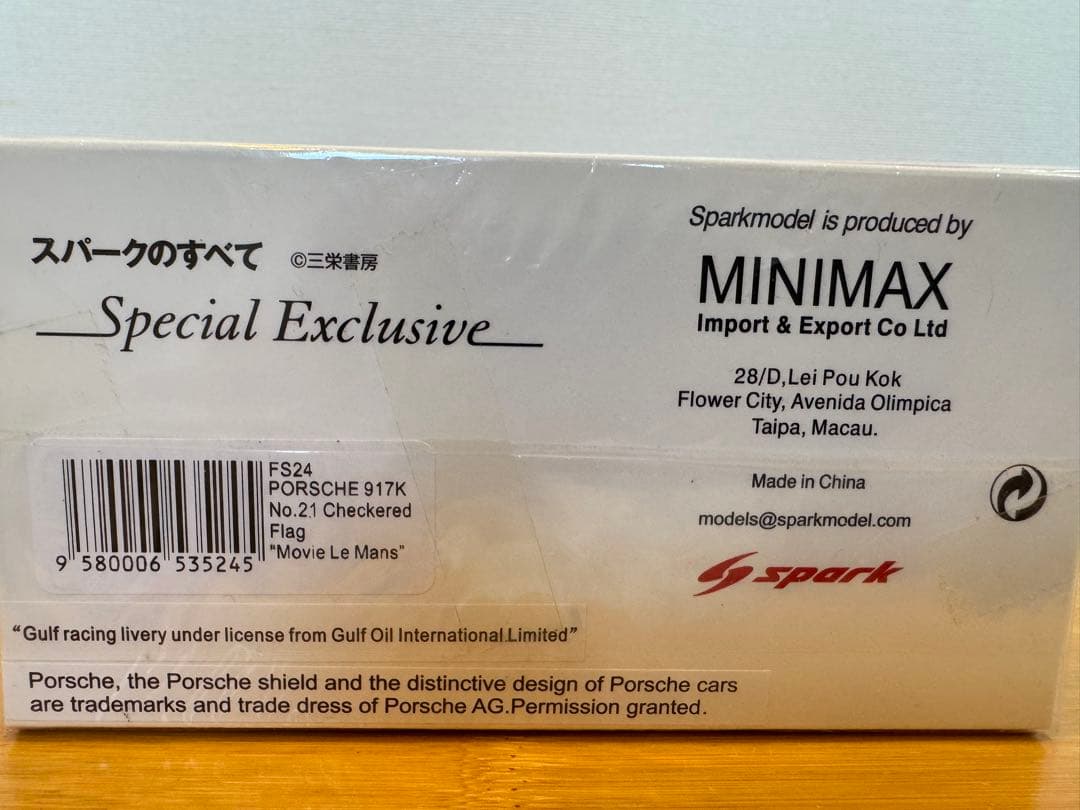 スパークのすべて ©三栄書房
Special Exclusive
FS24
PORSCHE 917K
No.21 Checkered
Flag
"Movie Le Mans"
9 580006 535245
"Gulf racing livery under license from Gulf Oil International Limited"
Porsche, the Porsche shield and the distinctive design of Porsche cars
are trademarks and trade dress of Porsche AG.Permission granted.
Sparkmodel is produced by
MINIMAX
Import & Export Co Ltd
28/D,Lei Pou Kok
Flower City, Avenida Olimpica
Taipa, Macau.
Made in China
models@sparkmodel.com
spark